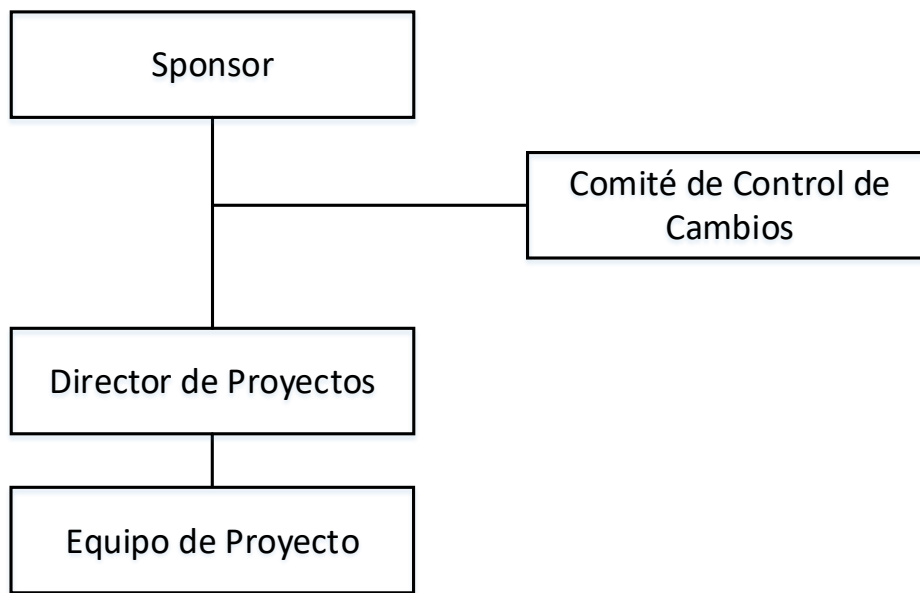 Sponsor
Comité de Control de
Cambios
Director de Proyectos
Equipo de Proyecto